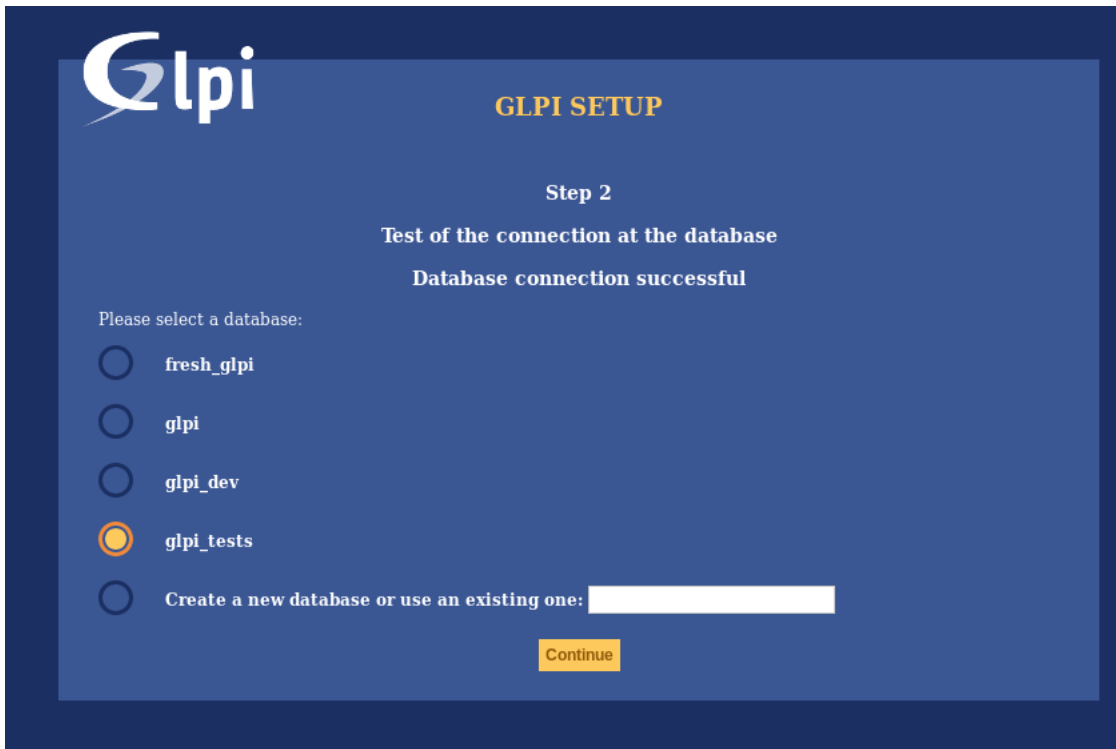 Glpi
GLPI SETUP
Step 2
Test of the connection at the database
Database connection successful
Please select a database:
fresh_glpi
glpi
glpi_dev
glpi_tests
Create a new database or use an existing one:
Continue